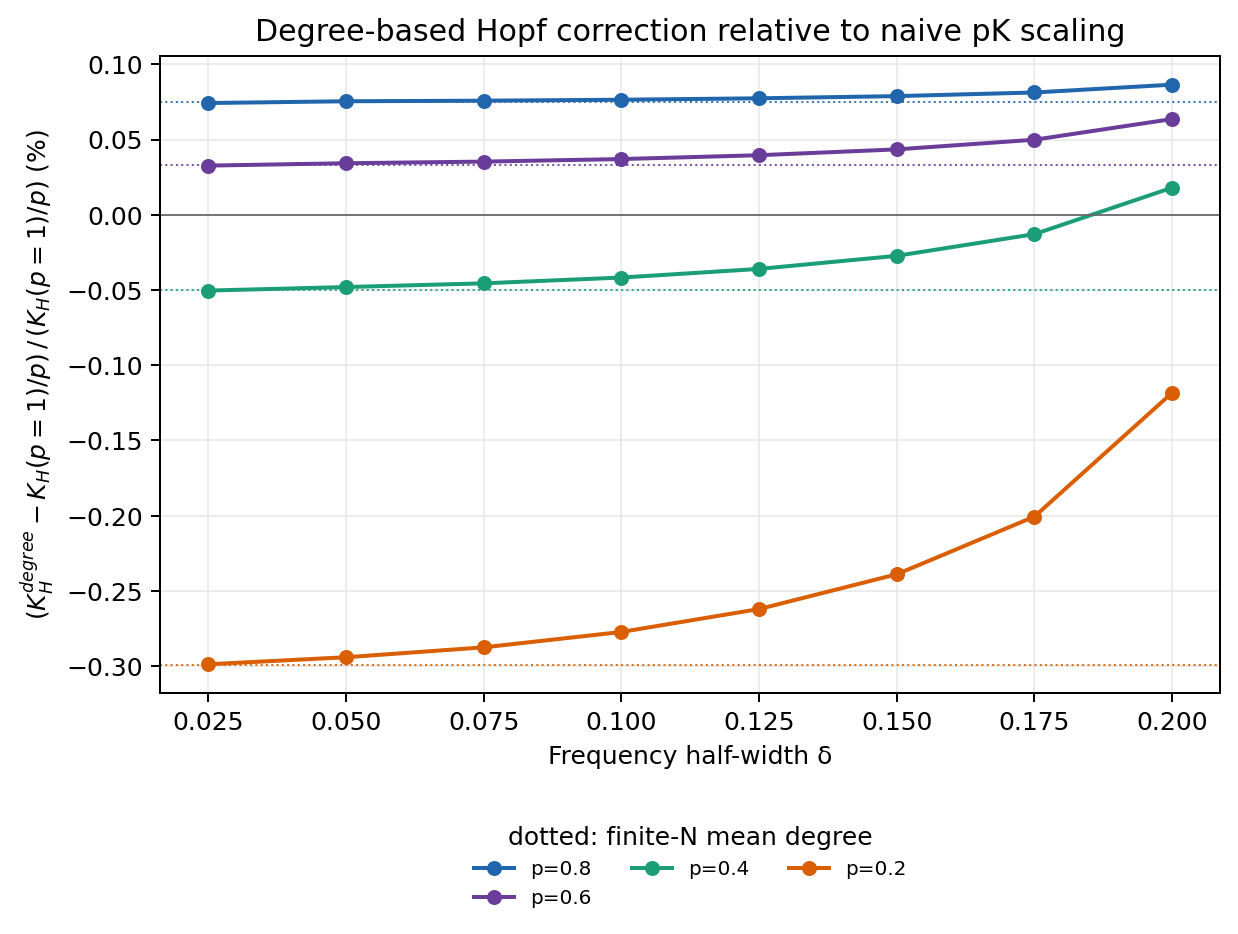 Degree-based Hopf correction relative to naive pK scaling
(K_H^{degree} − K_H(p = 1)/p) / (K_H(p = 1)/p) (%)
0.10
0.05
0.00
−0.05
−0.10
−0.15
−0.20
−0.25
−0.30
0.025 0.050 0.075 0.100 0.125 0.150 0.175 0.200
Frequency half-width δ
dotted: finite-N mean degree
p=0.8 p=0.4 p=0.2
p=0.6